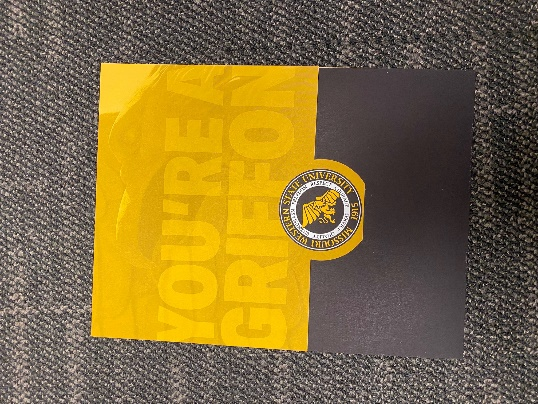 YOU'RE A
GRIFFON
MISSOURI WESTERN STATE UNIVERSITY
1915